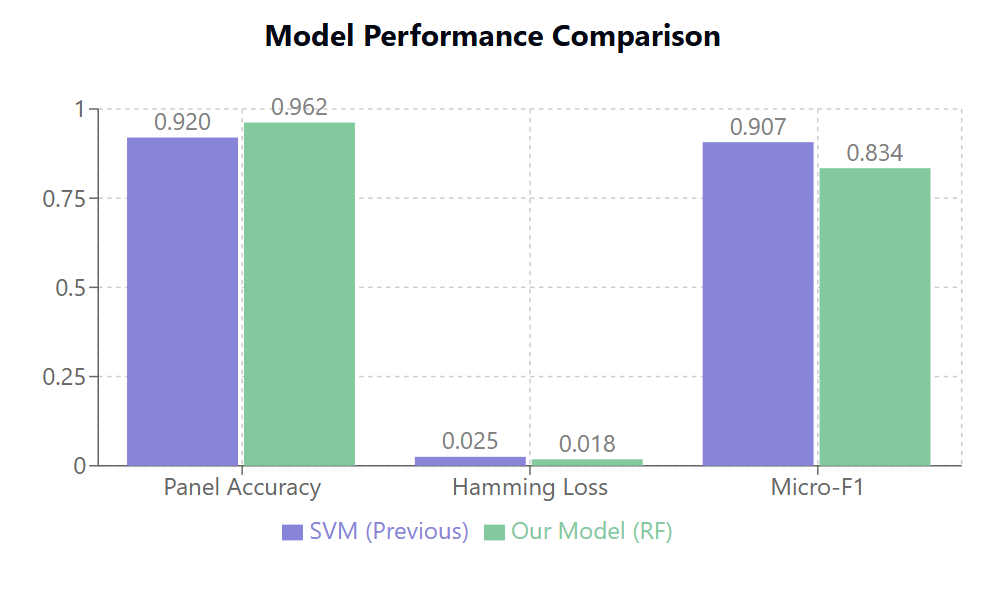 Model Performance Comparison
1
0.75
0.5
0.25
0
0.920
0.962
0.025
0.018
0.907
0.834
Panel Accuracy
Hamming Loss
Micro-F1
SVM (Previous)
Our Model (RF)